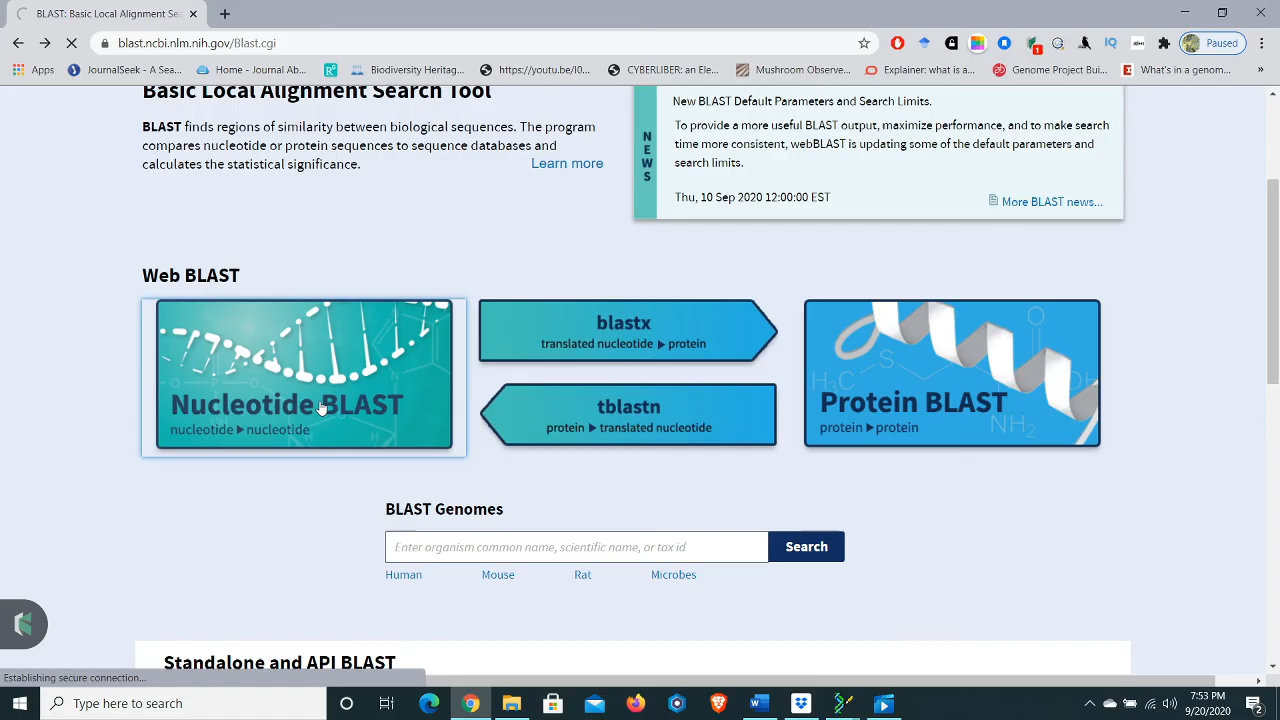 BLAST: Basic Local Alignment Se
blast.ncbi.nlm.nih.gov/Blast.cgi
Paused
Apps
JournalSeek - A Sea...
Home - Journal Ab...
Biodiversity Heritag...
https://youtu.be/l0...
CYBERLIBER: an Ele...
Mushroom Observe...
Explainer: what is a...
Genome Project Bui...
What's in a genom...
»
Basic Local Alignment Search Tool
BLAST finds regions of similarity between biological sequences. The program
compares nucleotide or protein sequences to sequence databases and
calculates the statistical significance.
Learn more
NEWS
New BLAST Default Parameters and Search Limits.
To provide a more useful BLAST output, maximize performance, and to make search
time more consistent, webBLAST is updating some of the default parameters and
search limits.
Thu, 10 Sep 2020 12:00:00 EST
More BLAST news...
Web BLAST
Nucleotide BLAST
nucleotide ▶ nucleotide
blastx
translated nucleotide ▶ protein
tblastn
protein ▶ translated nucleotide
Protein BLAST
protein ▶ protein
BLAST Genomes
Enter organism common name, scientific name, or tax id
Search
Human
Mouse
Rat
Microbes
Standalone and API BLAST
Establishing secure connection...
Type here to search
7:53 PM
9/20/2020